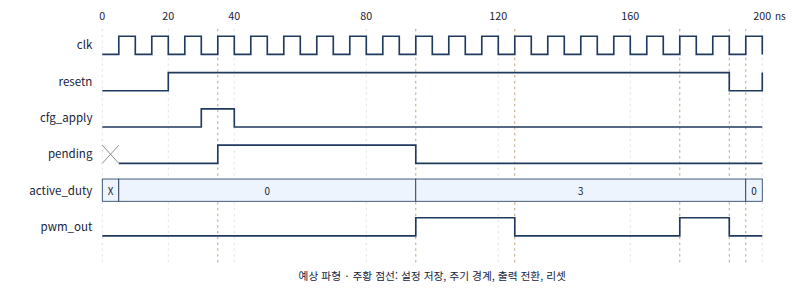 0 20 40 80 120 160 200 ns
clk
resetn
cfg_apply
pending
active_duty X 0 3 0
pwm_out
예상 파형 · 주황 점선: 설정 저장, 주기 경계, 출력 전환, 리셋